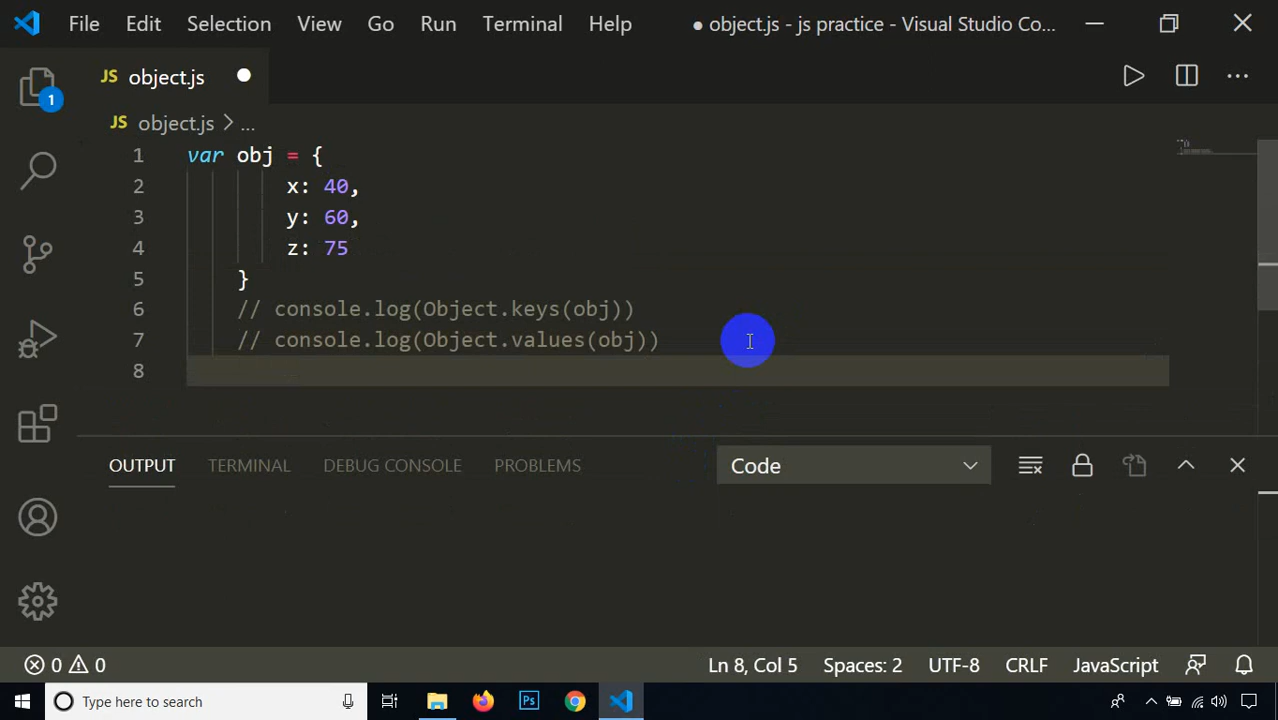 File Edit Selection View Go Run Terminal Help ● object.js - js practice - Visual Studio Co...
JS object.js
1
JS object.js > ...
1 var obj = {
2 x: 40,
3 y: 60,
4 z: 75
5 }
6 // console.log(Object.keys(obj))
7 // console.log(Object.values(obj))
8
OUTPUT TERMINAL DEBUG CONSOLE PROBLEMS Code
0 0 Ln 8, Col 5 Spaces: 2 UTF-8 CRLF JavaScript
Type here to search Ps